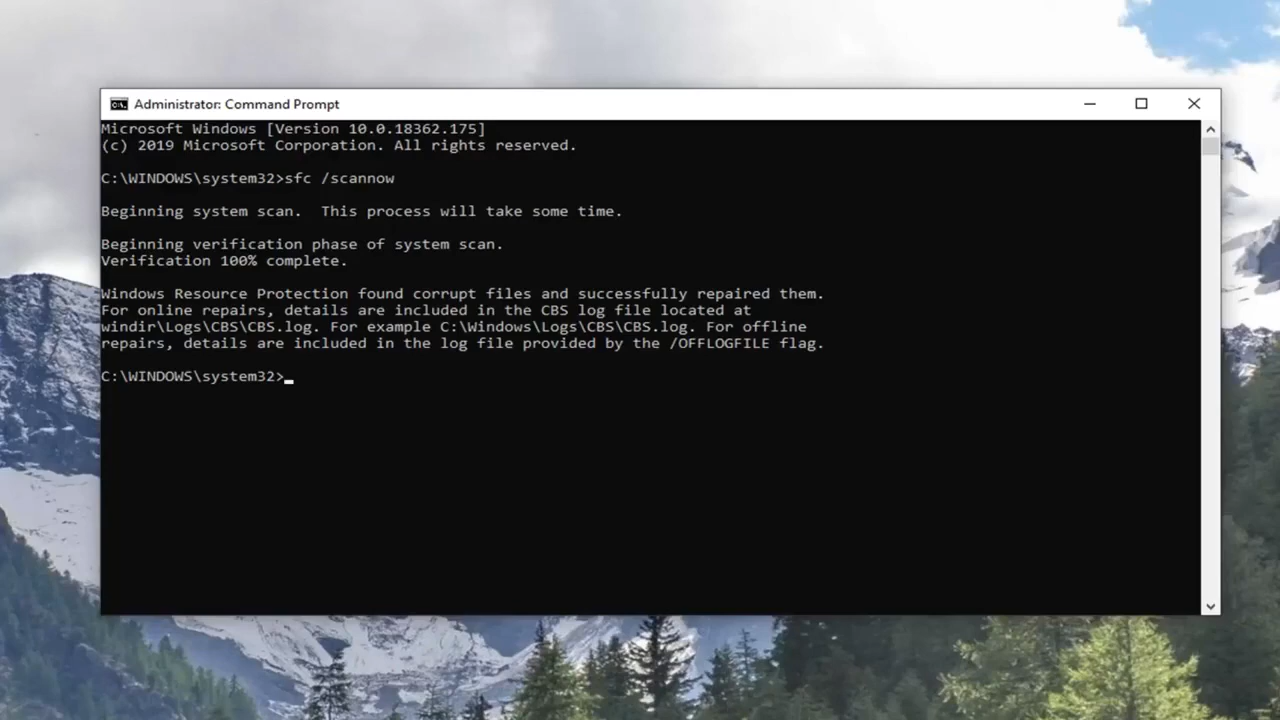 Administrator: Command Prompt
Microsoft Windows [Version 10.0.18362.175]
(c) 2019 Microsoft Corporation. All rights reserved.
C:\WINDOWS\system32>sfc /scannow
Beginning system scan.  This process will take some time.
Beginning verification phase of system scan.
Verification 100% complete.
Windows Resource Protection found corrupt files and successfully repaired them.
For online repairs, details are included in the CBS log file located at
windir\Logs\CBS\CBS.log. For example C:\Windows\Logs\CBS\CBS.log. For offline
repairs, details are included in the log file provided by the /OFFLOGFILE flag.
C:\WINDOWS\system32>